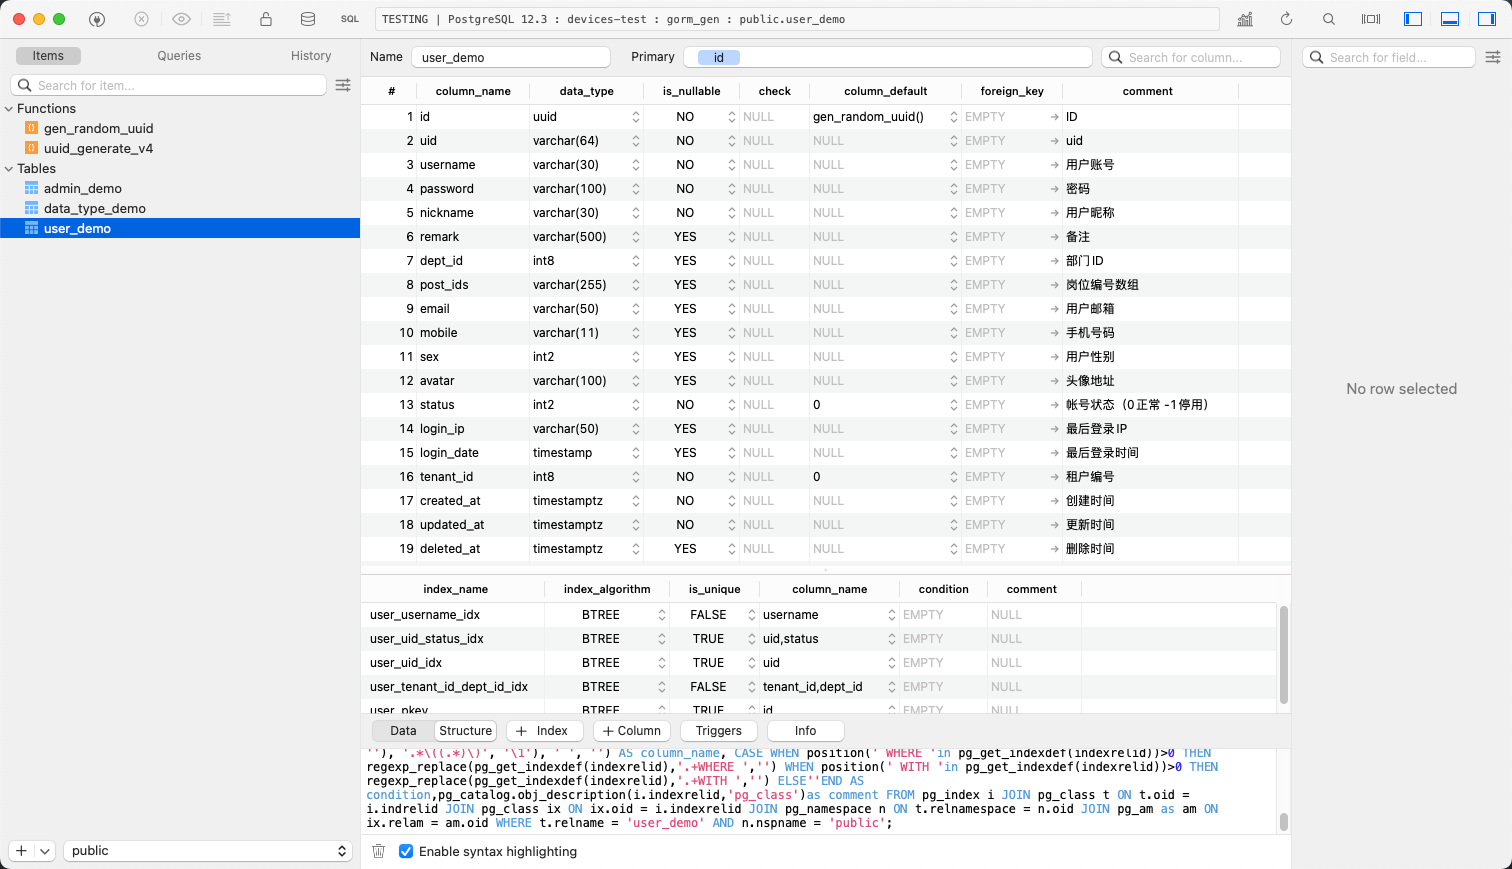 SQL TESTING | PostgreSQL 12.3 : devices-test : gorm_gen : public.user_demo
Items Queries History
Search for item...
Functions
gen_random_uuid
uuid_generate_v4
Tables
admin_demo
data_type_demo
user_demo
public
Name user_demo Primary id Search for column...
# column_name data_type is_nullable check column_default foreign_key comment
1 id uuid NO NULL gen_random_uuid() EMPTY ID
2 uid varchar(64) NO NULL NULL EMPTY uid
3 username varchar(30) NO NULL NULL EMPTY 用户账号
4 password varchar(100) NO NULL NULL EMPTY 密码
5 nickname varchar(30) NO NULL NULL EMPTY 用户昵称
6 remark varchar(500) YES NULL NULL EMPTY 备注
7 dept_id int8 YES NULL NULL EMPTY 部门ID
8 post_ids varchar(255) YES NULL NULL EMPTY 岗位编号数组
9 email varchar(50) YES NULL NULL EMPTY 用户邮箱
10 mobile varchar(11) YES NULL NULL EMPTY 手机号码
11 sex int2 YES NULL NULL EMPTY 用户性别
12 avatar varchar(100) YES NULL NULL EMPTY 头像地址
13 status int2 NO NULL 0 EMPTY 帐号状态（0正常 -1停用）
14 login_ip varchar(50) YES NULL NULL EMPTY 最后登录IP
15 login_date timestamp YES NULL NULL EMPTY 最后登录时间
16 tenant_id int8 NO NULL 0 EMPTY 租户编号
17 created_at timestamptz NO NULL NULL EMPTY 创建时间
18 updated_at timestamptz NO NULL NULL EMPTY 更新时间
19 deleted_at timestamptz YES NULL NULL EMPTY 删除时间
index_name index_algorithm is_unique column_name condition comment
user_username_idx BTREE FALSE username EMPTY NULL
user_uid_status_idx BTREE TRUE uid,status EMPTY NULL
user_uid_idx BTREE TRUE uid EMPTY NULL
user_tenant_id_dept_id_idx BTREE FALSE tenant_id,dept_id EMPTY NULL
user_pkey BTREE TRUE id
Data Structure + Index + Column Triggers Info
''), '.*\((.*)\)', '\1'), ' ', '') AS column_name, CASE WHEN position(' WHERE 'in pg_get_indexdef(indexrelid))>0 THEN
regexp_replace(pg_get_indexdef(indexrelid),'.+WHERE ','') WHEN position(' WITH 'in pg_get_indexdef(indexrelid))>0 THEN
regexp_replace(pg_get_indexdef(indexrelid),'.+WITH ','') ELSE''END AS
condition,pg_catalog.obj_description(i.indexrelid,'pg_class')as comment FROM pg_index i JOIN pg_class t ON t.oid =
i.indrelid JOIN pg_class ix ON ix.oid = i.indexrelid JOIN pg_namespace n ON t.relnamespace = n.oid JOIN pg_am as am ON
ix.relam = am.oid WHERE t.relname = 'user_demo' AND n.nspname = 'public';
Enable syntax highlighting
Search for field...
No row selected